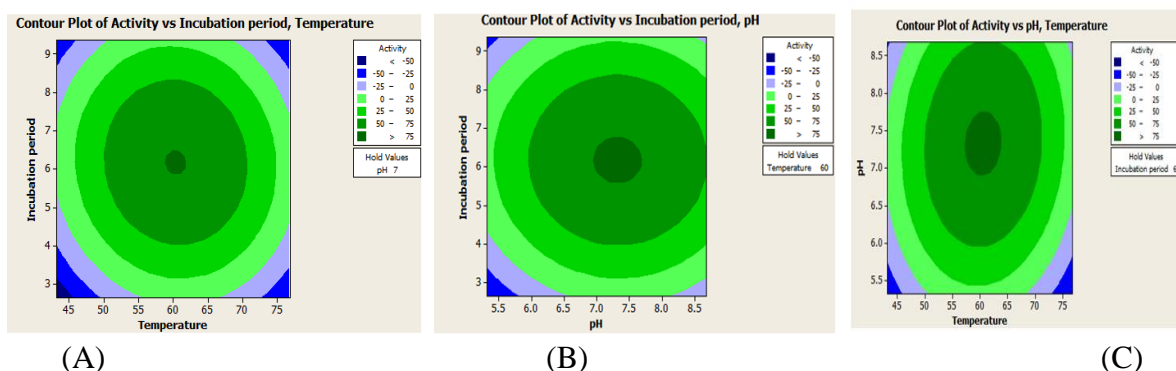 Contour Plot of Activity vs Incubation period, Temperature
Incubation period
9
8
7
6
5
4
3
45 50 55 60 65 70 75
Temperature
Activity
< -50
-50 – -25
-25 – 0
0 – 25
25 – 50
50 – 75
> 75
Hold Values
pH 7
(A)
Contour Plot of Activity vs Incubation period, pH
Incubation period
9
8
7
6
5
4
3
5.5 6.0 6.5 7.0 7.5 8.0 8.5
pH
Activity
< -50
-50 – -25
-25 – 0
0 – 25
25 – 50
50 – 75
> 75
Hold Values
Temperature 60
(B)
Contour Plot of Activity vs pH, Temperature
pH
8.5
8.0
7.5
7.0
6.5
6.0
5.5
45 50 55 60 65 70 75
Temperature
Activity
< -50
-50 – -25
-25 – 0
0 – 25
25 – 50
50 – 75
> 75
Hold Values
Incubation period 6
(C)